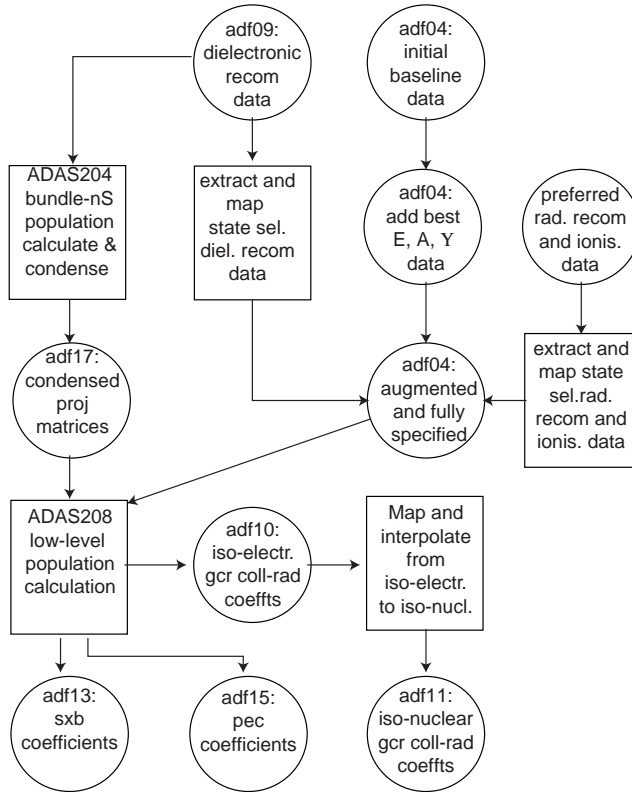 adf09:
dielectronic
recom
data
adf04:
initial
baseline
data
ADAS204
bundle-nS
population
calculate &
condense
extract and
map
state sel.
diel. recom
data
adf04:
add best
E, A, Υ
data
preferred
rad. recom
and ionis.
data
adf17:
condensed
proj
matrices
adf04:
augmented
and fully
specified
extract and
map state
sel.rad.
recom and
ionis. data
ADAS208
low-level
population
calculation
adf10:
iso-electr.
gcr coll-rad
coeffts
Map and
interpolate
from
iso-electr.
to iso-nucl.
adf13:
sxb
coefficients
adf15:
pec
coefficients
adf11:
iso-nuclear
gcr coll-rad
coeffts